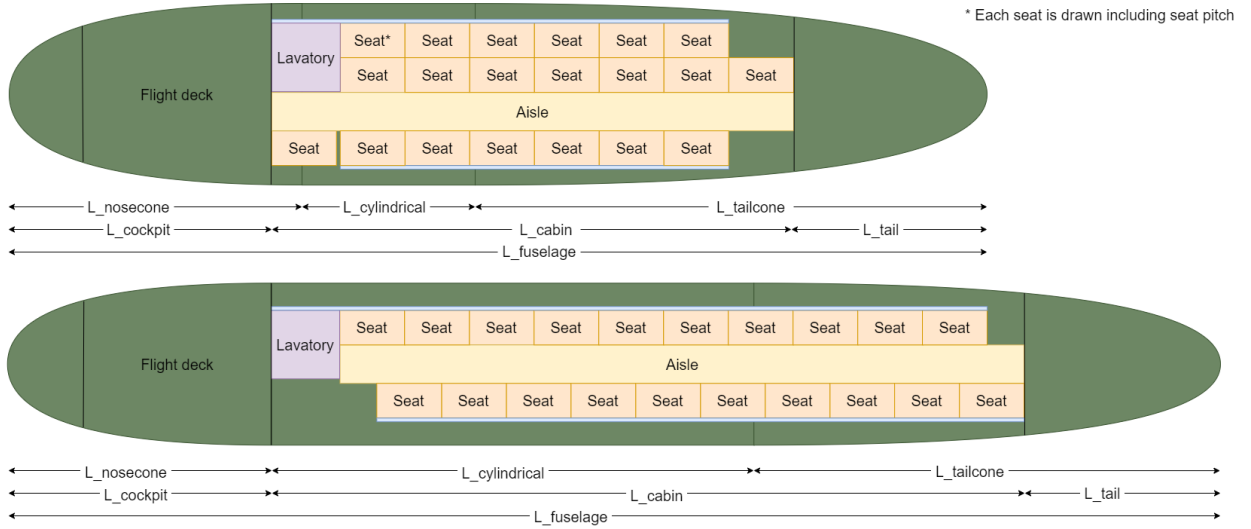 * Each seat is drawn including seat pitch
Lavatory
Seat* Seat Seat Seat Seat Seat
Seat Seat Seat Seat Seat Seat Seat
Flight deck
Aisle
Seat Seat Seat Seat Seat Seat Seat
L_nosecone L_cylindrical L_tailcone
L_cockpit L_cabin L_tail
L_fuselage
Seat Seat Seat Seat Seat Seat Seat Seat Seat Seat
Lavatory
Flight deck
Aisle
Seat Seat Seat Seat Seat Seat Seat Seat Seat Seat
L_nosecone L_cylindrical L_tailcone
L_cockpit L_cabin L_tail
L_fuselage